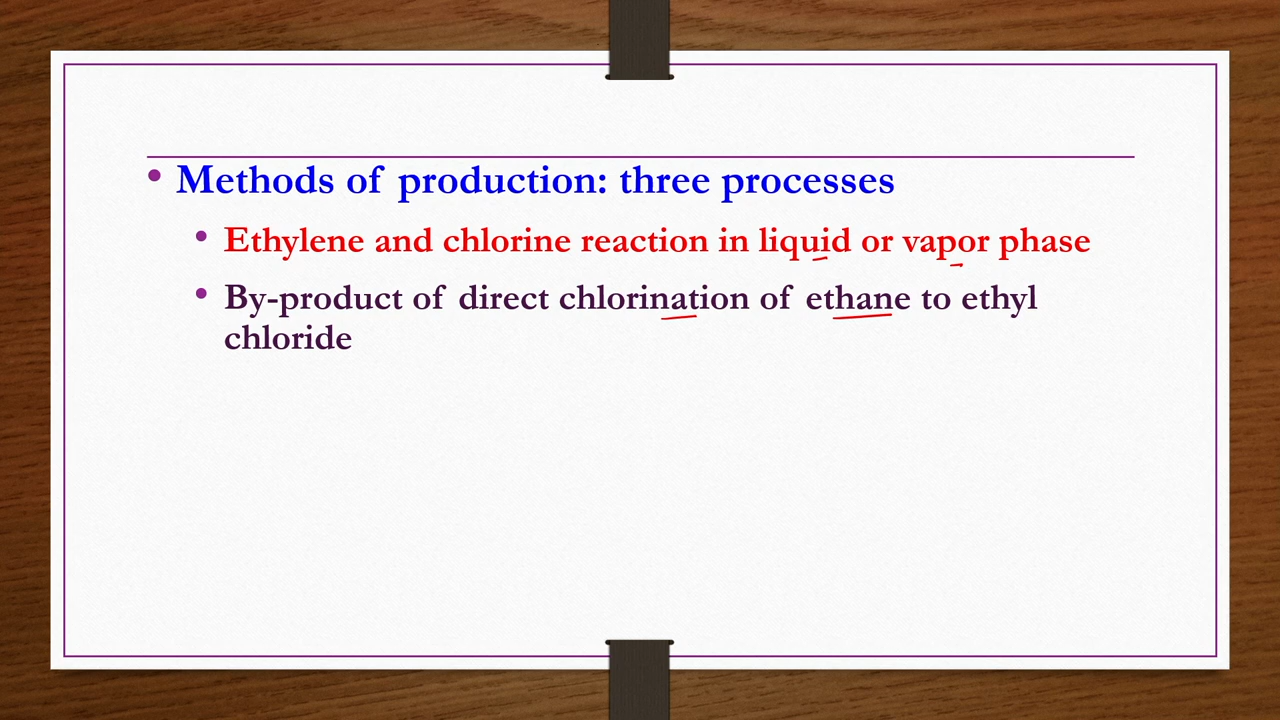 • Methods of production: three processes
• Ethylene and chlorine reaction in liquid or vapor phase
• By-product of direct chlorination of ethane to ethyl
chloride